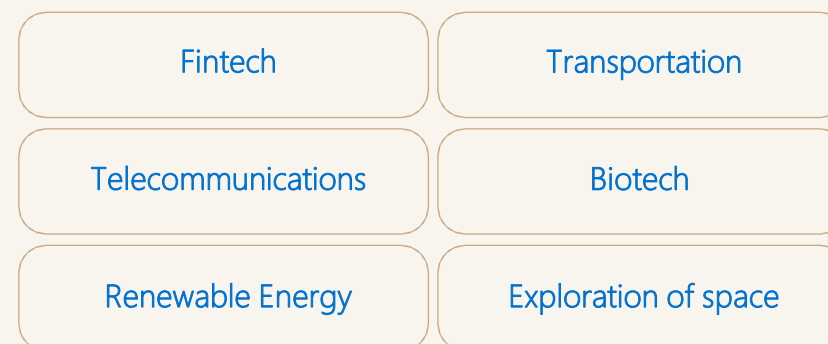 Fintech
Transportation
Telecommunications
Biotech
Renewable Energy
Exploration of space